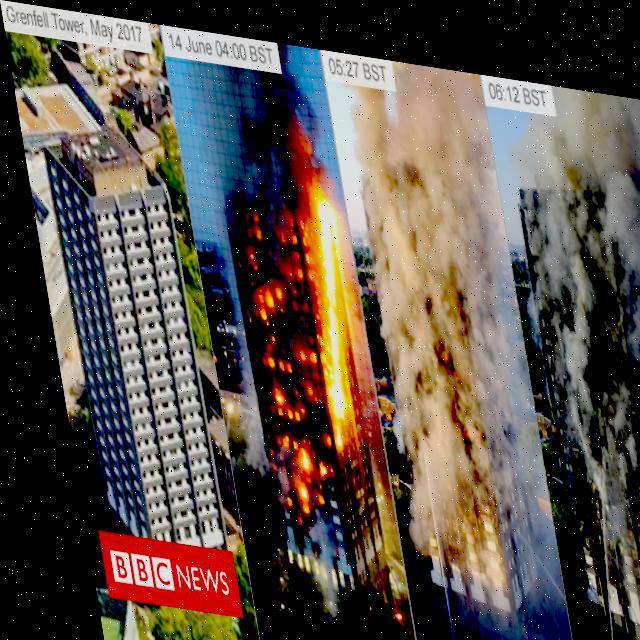 Grenfell Tower, May 2017
14 June 04:00 BST
05:27 BST
06:12 BST
BBC NEWS